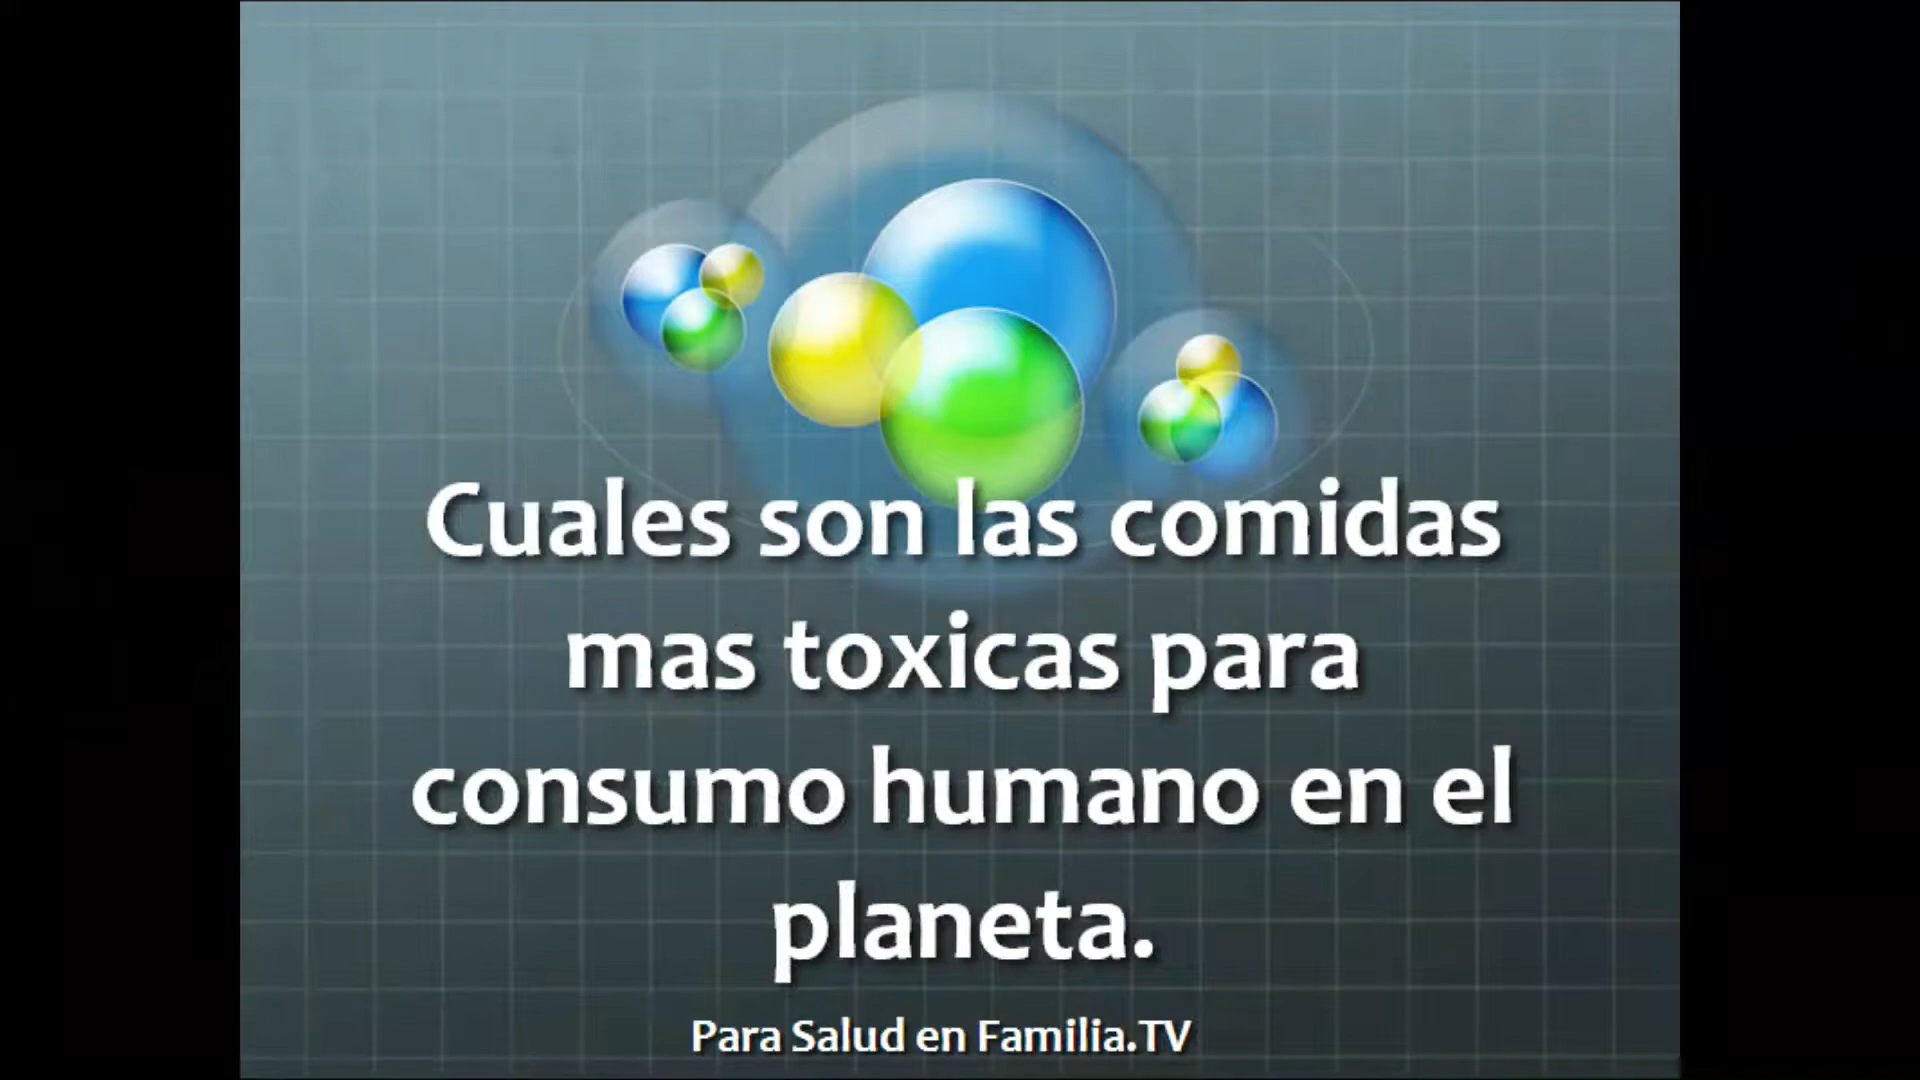 Cuales son las comidas
mas toxicas para
consumo humano en el
planeta.
Para Salud en Familia.TV